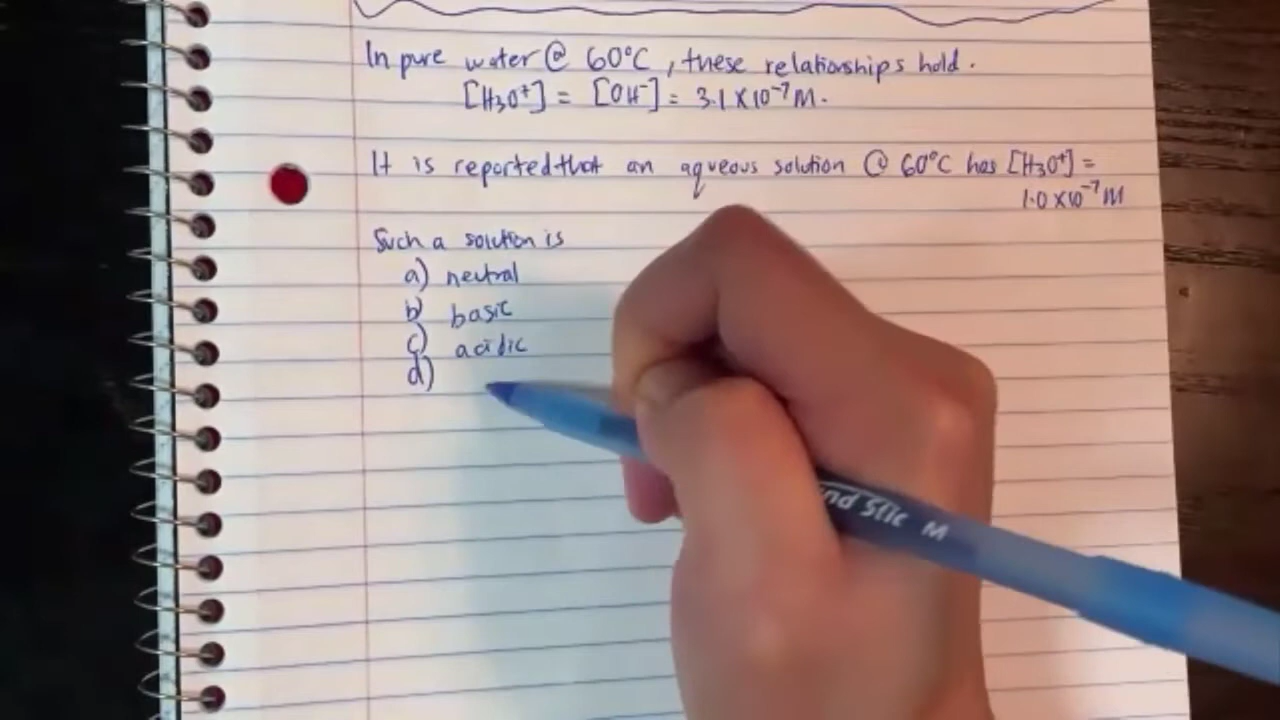 In pure water @ 60°C, these relationships hold.
[H3O+] = [OH-] = 3.1 X 10-7 M.
It is reported that an aqueous solution @ 60°C has [H3O+] =
1.0 X 10-7 M
Such a solution is
a) neutral
b) basic
c) acidic
d)
Stic M